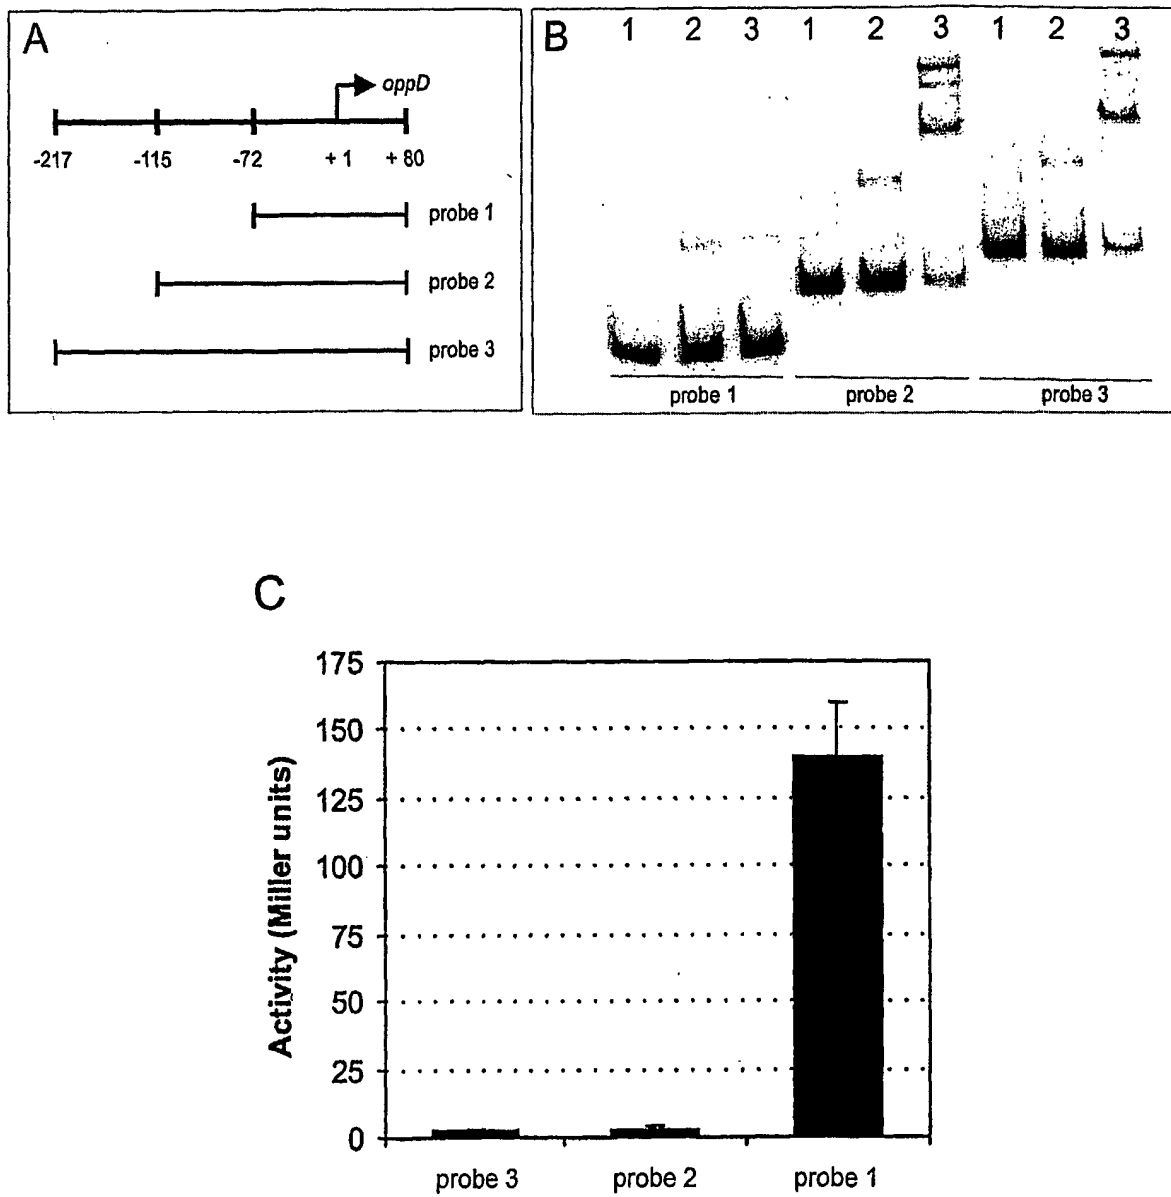 A
oppD
-217 -115 -72 + 1 + 80
probe 1
probe 2
probe 3
B
1 2 3 1 2 3 1 2 3
probe 1 probe 2 probe 3
C
Activity (Miller units)
175
150
125
100
75
50
25
0
probe 3 probe 2 probe 1